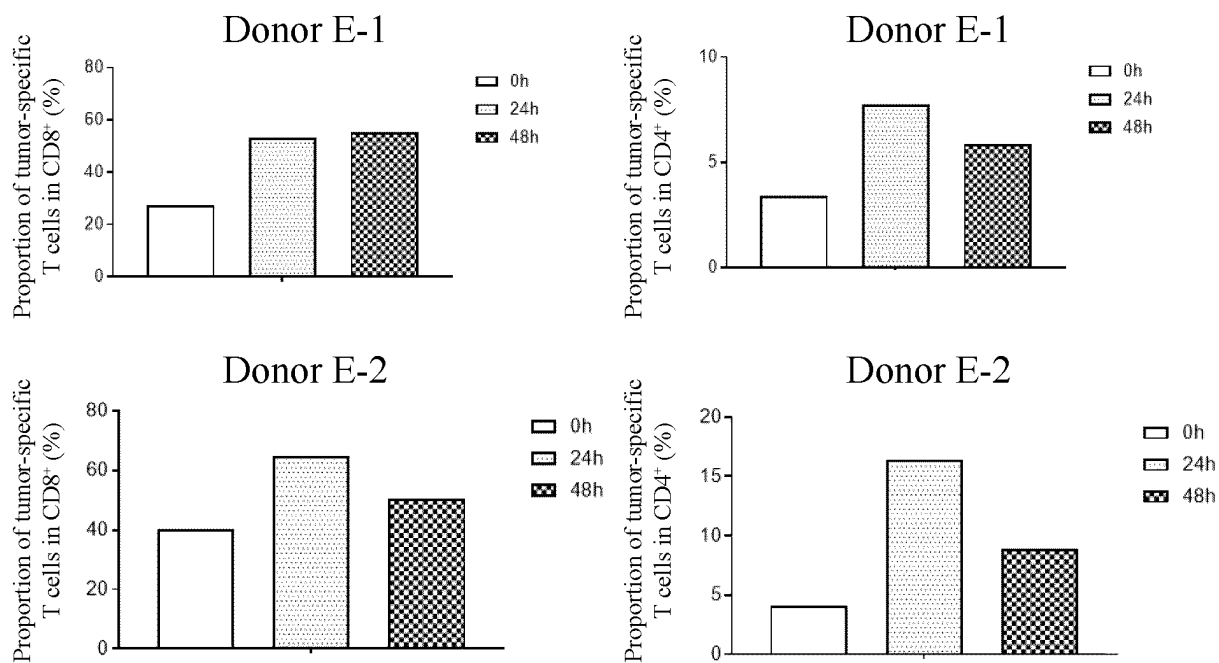 Donor E-1
Proportion of tumor-specific
T cells in CD8⁺ (%)
80
60
40
20
0
0h
24h
48h
Donor E-1
Proportion of tumor-specific
T cells in CD4⁺ (%)
10
5
0
0h
24h
48h
Donor E-2
Proportion of tumor-specific
T cells in CD8⁺ (%)
80
60
40
20
0
0h
24h
48h
Donor E-2
Proportion of tumor-specific
T cells in CD4⁺ (%)
20
15
10
5
0
0h
24h
48h